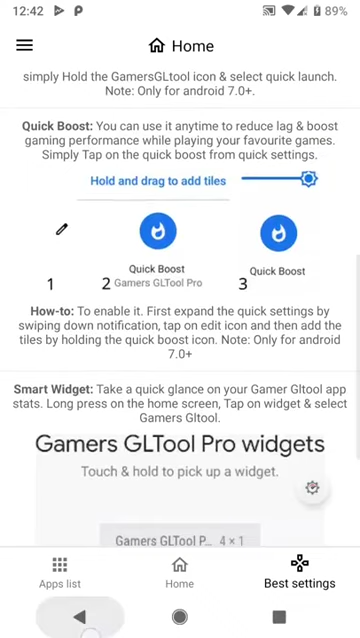 12:42
89%
Home
simply Hold the GamersGLtool icon & select quick launch.
Note: Only for android 7.0+.
Quick Boost: You can use it anytime to reduce lag & boost
gaming performance while playing your favourite games.
Simply Tap on the quick boost from quick settings.
Hold and drag to add tiles
Quick Boost
Quick Boost
1
2 Gamers GLTool Pro
3
How-to: To enable it. First expand the quick settings by
swiping down notification, tap on edit icon and then add the
tiles by holding the quick boost icon. Note: Only for android
7.0+
Smart Widget: Take a quick glance on your Gamer Gltool app
stats. Long press on the home screen, Tap on widget & select
Gamers Gltool.
Gamers GLTool Pro widgets
Touch & hold to pick up a widget.
Gamers GLTool P... 4 × 1
Apps list
Home
Best settings